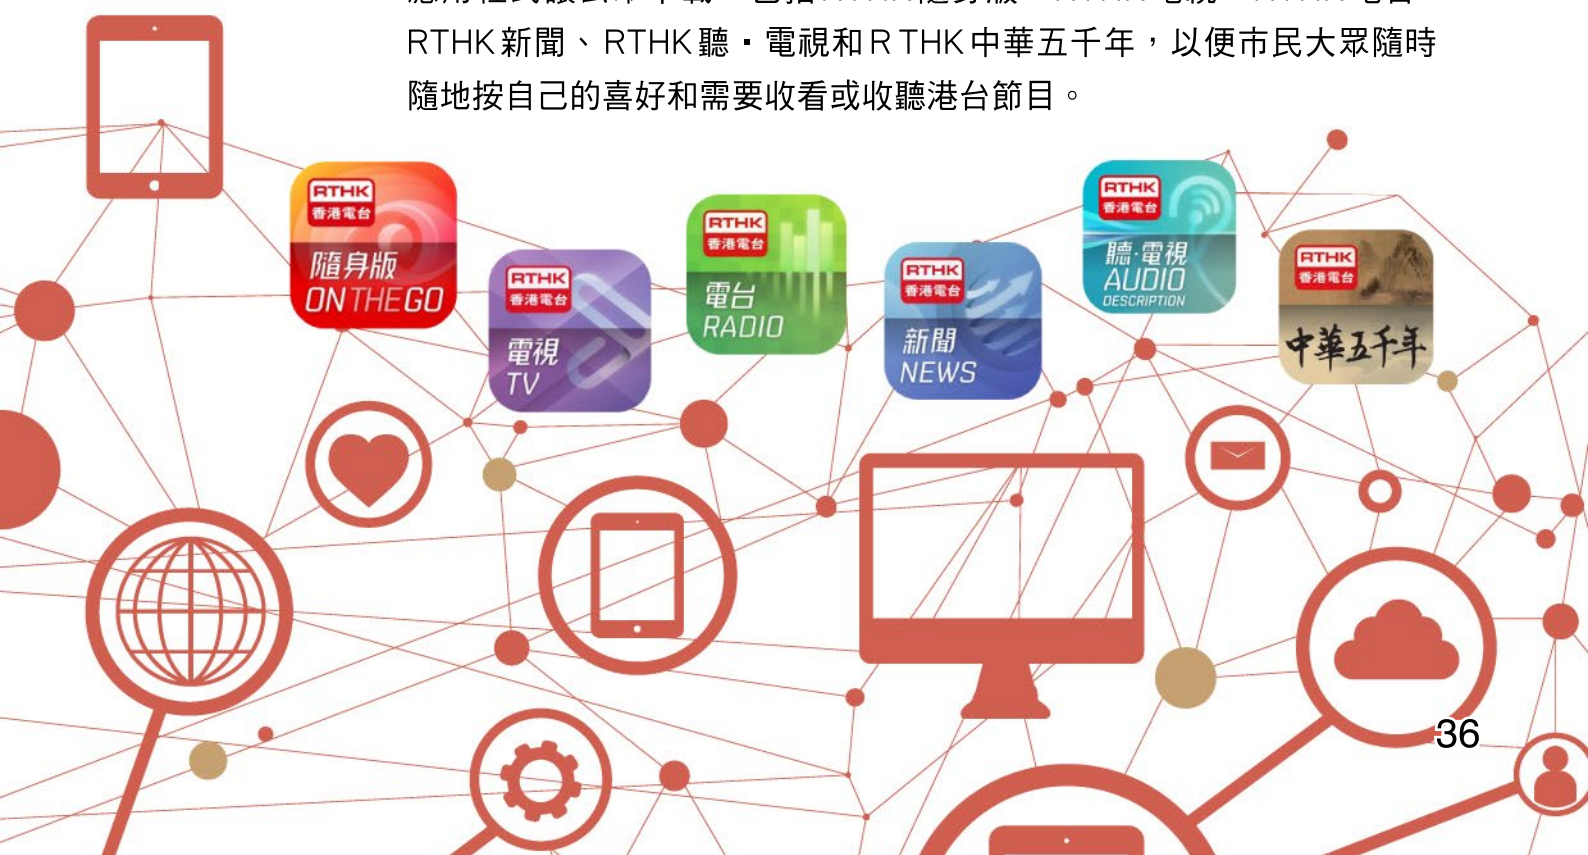 RTHK新聞、RTHK聽‧電視和RTHK中華五千年，以便市民大眾隨時
隨地按自己的喜好和需要收看或收聽港台節目。
RTHK
香港電台
隨身版
ON THE GO
RTHK
香港電台
電視
TV
RTHK
香港電台
電台
RADIO
RTHK
香港電台
新聞
NEWS
RTHK
香港電台
聽·電視
AUDIO
DESCRIPTION
RTHK
香港電台
中華五千年
36